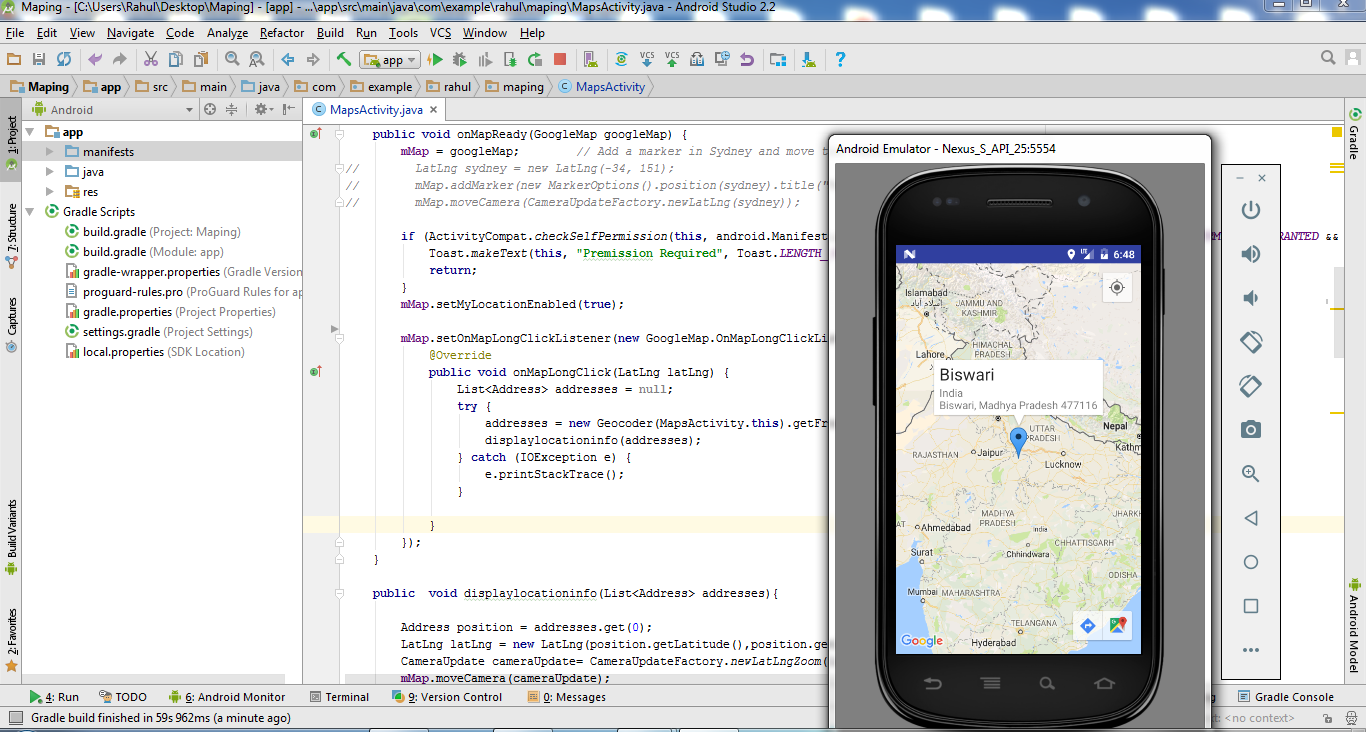 Maping - [C:\Users\Rahul\Desktop\Maping] - [app] - ...\app\src\main\java\com\example\rahul\maping\MapsActivity.java - Android Studio 2.2
File Edit View Navigate Code Analyze Refactor Build Run Tools VCS Window Help
app VCS VCS
Maping app src main java com example rahul maping MapsActivity
Android
MapsActivity.java
1: Project
7: Structure
Captures
Build Variants
2: Favorites
app
manifests
java
res
Gradle Scripts
build.gradle (Project: Maping)
build.gradle (Module: app)
gradle-wrapper.properties (Gradle Version
proguard-rules.pro (ProGuard Rules for ap
gradle.properties (Project Properties)
settings.gradle (Project Settings)
local.properties (SDK Location)
public void onMapReady(GoogleMap googleMap) {
mMap = googleMap; // Add a marker in Sydney and move t
// LatLng sydney = new LatLng(-34, 151);
// mMap.addMarker(new MarkerOptions().position(sydney).title("
// mMap.moveCamera(CameraUpdateFactory.newLatLng(sydney));
if (ActivityCompat.checkSelfPermission(this, android.Manifest
RANTED &&
Toast.makeText(this, "Premission Required", Toast.LENGTH_
return;
}
mMap.setMyLocationEnabled(true);
mMap.setOnMapLongClickListener(new GoogleMap.OnMapLongClickLi
@Override
public void onMapLongClick(LatLng latLng) {
List<Address> addresses = null;
try {
addresses = new Geocoder(MapsActivity.this).getFr
displaylocationinfo(addresses);
} catch (IOException e) {
e.printStackTrace();
}
}
});
}
public void displaylocationinfo(List<Address> addresses){
Address position = addresses.get(0);
LatLng latLng = new LatLng(position.getLatitude(),position.ge
CameraUpdate cameraUpdate= CameraUpdateFactory.newLatLngZoom(
mMap.moveCamera(cameraUpdate);
Android Emulator - Nexus_S_API_25:5554
6:48
Islamabad
اسلام آباد
JAMMU AND
KASHMIR
HIMACHAL
PRADESH
Lahore
Biswari
India
Biswari, Madhya Pradesh 477116
UTTAR
PRADESH
Nepal
Kathm
RAJASTHAN
Jaipur
Lucknow
MADHYA
PRADESH
JHARKH
AT
Ahmedabad
India
Surat
Chhindwara
CHHATTISGARH
ODISHA
Mumbai
MAHARASHTRA
TELANGANA
Hyderabad
Google
Gradle
Android Model
4: Run TODO 6: Android Monitor Terminal 9: Version Control 0: Messages
Gradle Console
Gradle build finished in 59s 962ms (a minute ago)
t: <no context>